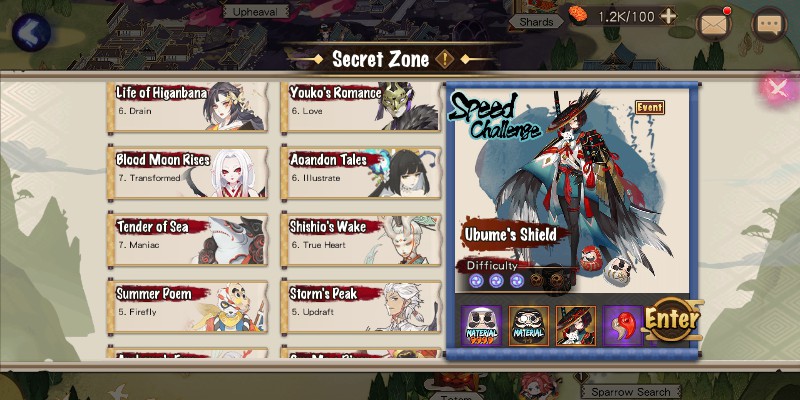 Upheaval
Shards
1.2K/100
Secret Zone
Life of Higanbana
6. Drain
Youko's Romance
6. Love
Speed
Challenge
Event
Blood Moon Rises
7. Transformed
Aoandon Tales
6. Illustrate
Tender of Sea
7. Maniac
Shishio's Wake
6. True Heart
Ubume's Shield
Difficulty
Summer Poem
5. Firefly
Storm's Peak
5. Updraft
MATERIAL
MATERIAL
Enter
Totem
Sparrow Search